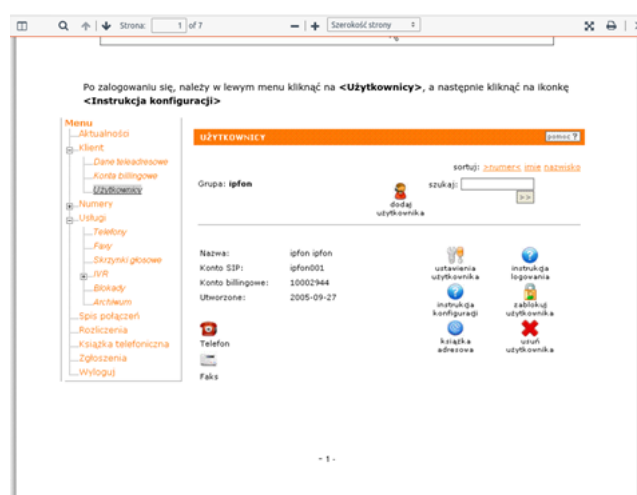 Strona: 1 of 7 Szerokość strony
Po zalogowaniu się, należy w lewym menu kliknąć na <Użytkownicy>, a następnie kliknąć na ikonkę
<Instrukcja konfiguracji>
Menu
Aktualności
Klient
Dane teleadresowe
Konta billingowe
Użytkownicy
Numery
Usługi
Telefony
Faxy
Skrzynki głosowe
IVR
Blokady
Archiwum
Spis połączeń
Rozliczenia
Książka telefoniczna
Zgłoszenia
Wyloguj
UŻYTKOWNICY pomoc ?
sortuj: >numer< imię nazwisko
Grupa: ipfon
dodaj
użytkownika
szukaj:
>>
Nazwa: ipfon ipfon
Konto SIP: ipfon001
Konto billingowe: 10002944
Utworzone: 2005-09-27
ustawienia
użytkownika
instrukcja
logowania
instrukcja
konfiguracji
zablokuj
użytkownika
książka
adresowa
usuń
użytkownika
Telefon
Faks
- 1 -